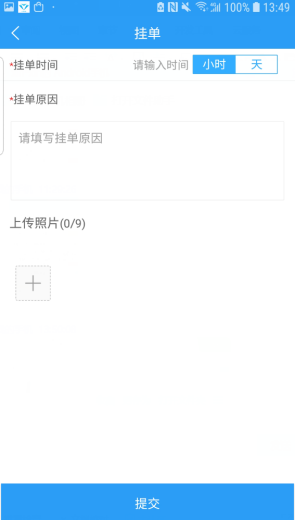 100% 13:49
挂单
*挂单时间 请输入时间 小时 天
*挂单原因
请填写挂单原因
上传照片(0/9)
提交